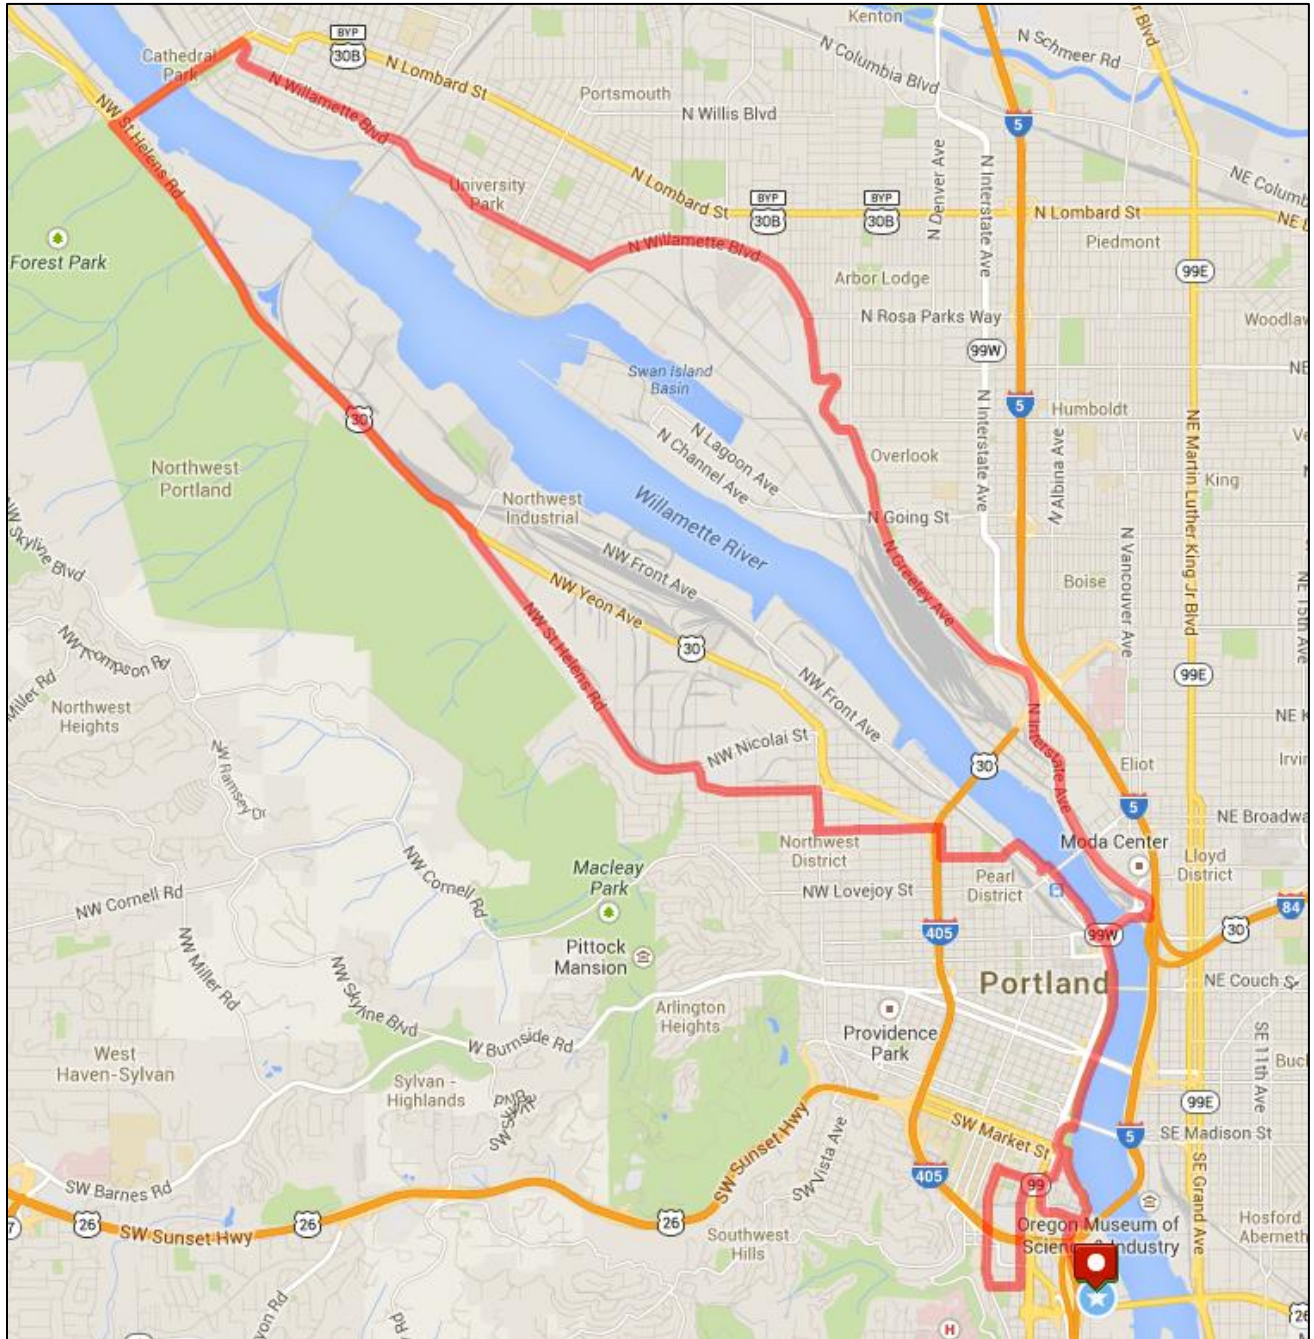 Kenton
N Schmeer Rd
BYP
30B
Cathedral
Park
N Lombard St
N Columbia Blvd
Portsmouth
N Willis Blvd
N Willamette Blvd
5
NW St Helens Rd
University
Park
N Lombard St
BYP
30B
BYP
30B
N Denver Ave
N Interstate Ave
N Lombard St
Piedmont
N Willamette Blvd
Forest Park
Arbor Lodge
99E
N Rosa Parks Way
99W
Swan Island
Basin
30
5
Humboldt
N Interstate Ave
N Albina Ave
NE Martin Luther King Jr Blvd
N Lagoon Ave
N Channel Ave
Overlook
King
Northwest
Portland
Northwest
Industrial
Willamette River
N Going St
NW Skyline Blvd
NW Front Ave
N Greeley Ave
N Vancouver Ave
Boise
NW Yeon Ave
NE 15th Ave
NW Thompson Rd
NW St Helens Rd
30
99E
Miller Rd
Northwest
Heights
NW Front Ave
N Interstate Ave
NW Ramsey Dr
NW Nicolai St
30
Eliot
5
Moda Center
Northwest
District
Lloyd
District
Macleay
Park
Pearl
District
NW Cornell Rd
NW Cornell Rd
NW Lovejoy St
84
405
99W
30
NW Miller Rd
Pittock
Mansion
NW Skyline Blvd
Portland
NE Couch S
Arlington
Heights
Providence
Park
W Burnside Rd
West
Haven-Sylvan
Sylvan -
Highlands
SE 11th Ave
99E
SW Market St
5
SE Madison St
SW Sunset Hwy
SW Vista Ave
405
99
SW Barnes Rd
26
SW Sunset Hwy
26
26
Southwest
Hills
Oregon Museum of
Science & Industry
SE Grand Ave
Hosford
Aberneth
H